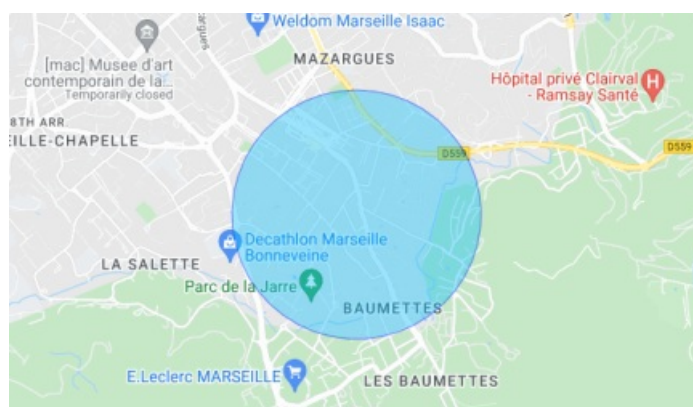 Weldom Marseille Isaac
[mac] Musee d'art
contemporain de la...
Temporarily closed
MAZARGUES
Hôpital privé Clairval
- Ramsay Santé
8TH ARR.
EILLE-CHAPELLE
D559
D559
Decathlon Marseille
Bonneveine
LA SALETTE
Parc de la Jarre
BAUMETTES
E.Leclerc MARSEILLE
LES BAUMETTES